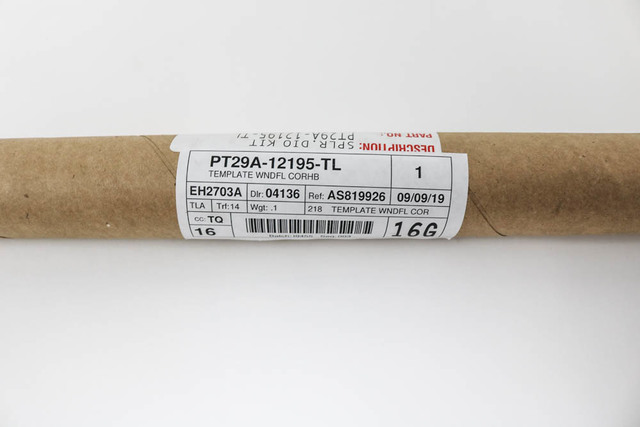 PART NO.:
PT29A-12195-TL
DESCRIPTION:
SPLR.DIO KIT
PT29A-12195-TL
TEMPLATE WNDFL CORHB
1
EH2703A Dlr: 04136 Ref: AS819926 09/09/19
TLA Trf:14 Wgt: .1 218 TEMPLATE WNDFL COR
CC: TQ
16
16G